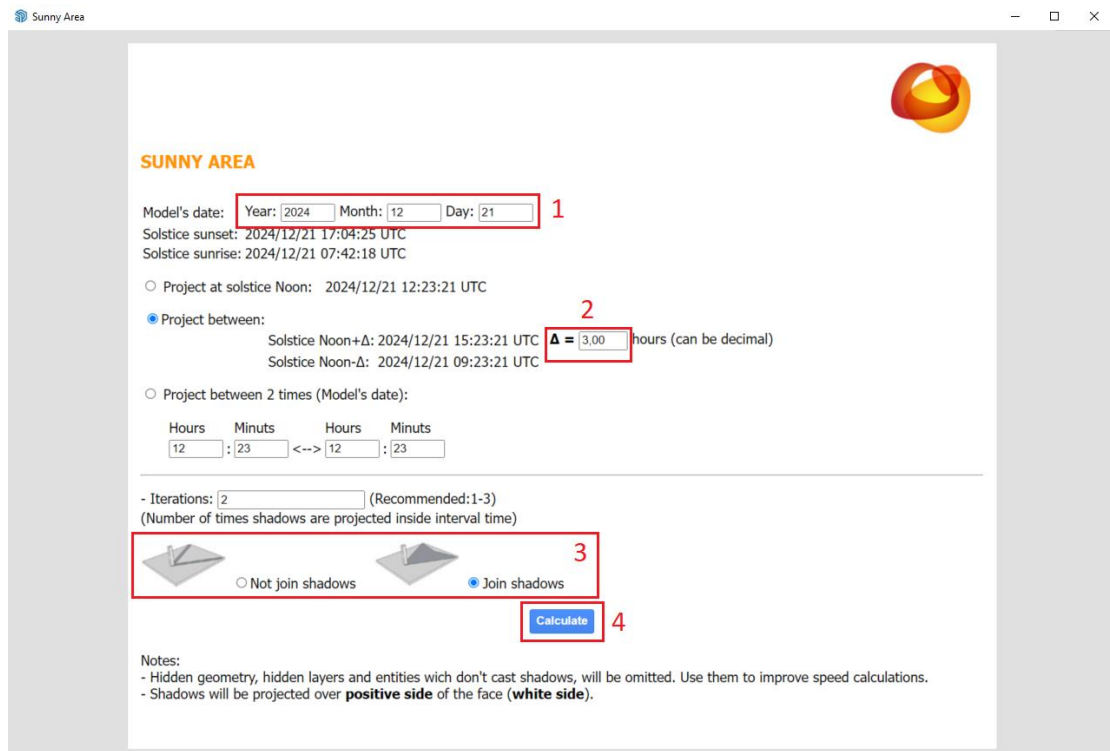 Sunny Area
SUNNY AREA
Model's date: Year: 2024 Month: 12 Day: 21 1
Solstice sunset: 2024/12/21 17:04:25 UTC
Solstice sunrise: 2024/12/21 07:42:18 UTC
Project at solstice Noon: 2024/12/21 12:23:21 UTC
2
Project between:
Solstice Noon+Δ: 2024/12/21 15:23:21 UTC Δ = 3,00 hours (can be decimal)
Solstice Noon-Δ: 2024/12/21 09:23:21 UTC
Project between 2 times (Model's date):
Hours Minuts Hours Minuts
12 : 23 <--> 12 : 23
- Iterations: 2 (Recommended:1-3)
(Number of times shadows are projected inside interval time)
3
Not join shadows Join shadows
Calculate 4
Notes:
- Hidden geometry, hidden layers and entities wich don't cast shadows, will be omitted. Use them to improve speed calculations.
- Shadows will be projected over positive side of the face (white side).